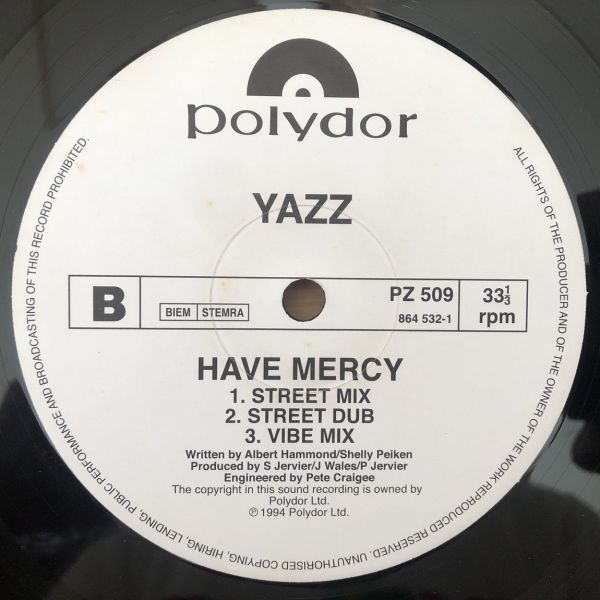 polydor
YAZZ
B
BIEM STEMRA
PZ 509
864 532-1
33⅓
rpm
HAVE MERCY
1. STREET MIX
2. STREET DUB
3. VIBE MIX
Written by Albert Hammond/Shelly Peiken
Produced by S Jervier/J Wales/P Jervier
Engineered by Pete Craigee
The copyright in this sound recording is owned by
Polydor Ltd.
℗ 1994 Polydor Ltd.
ALL RIGHTS OF THE PRODUCER AND OF THE OWNER OF THE WORK REPRODUCED RESERVED. UNAUTHORISED COPYING, HIRING, LENDING, PUBLIC PERFORMANCE AND BROADCASTING OF THIS RECORD PROHIBITED.